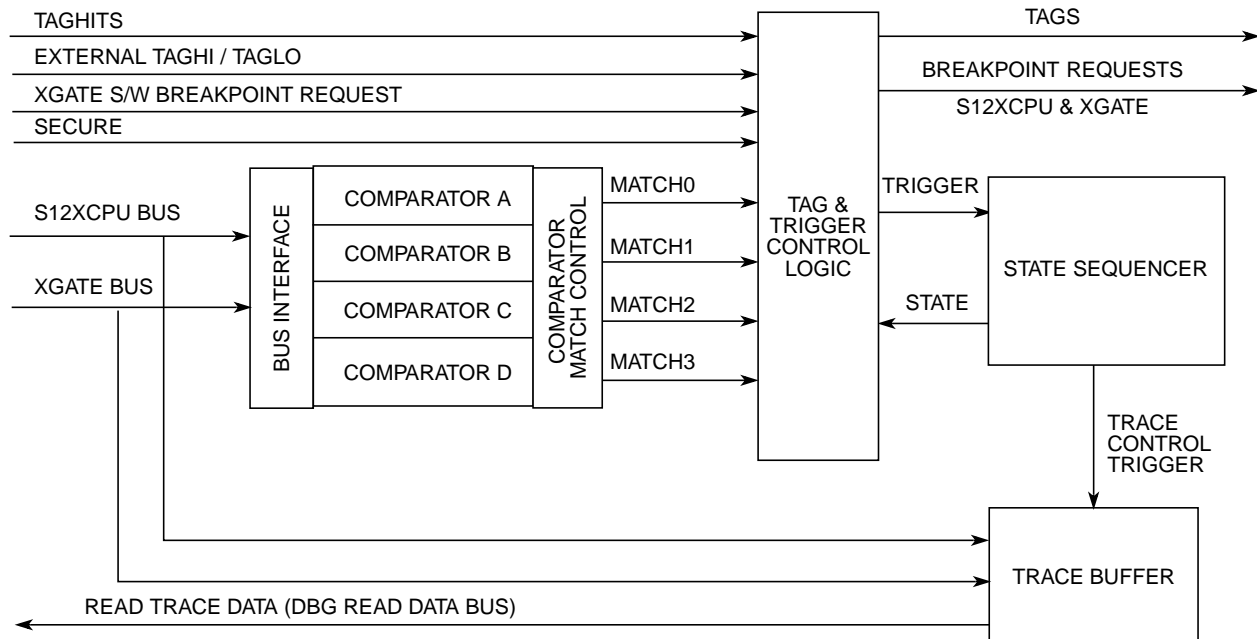 TAGHITS
TAGS
EXTERNAL TAGHI / TAGLO
BREAKPOINT REQUESTS
XGATE S/W BREAKPOINT REQUEST
S12XCPU & XGATE
SECURE
S12XCPU BUS
XGATE BUS
BUS INTERFACE
COMPARATOR A
COMPARATOR B
COMPARATOR C
COMPARATOR D
COMPARATOR
MATCH CONTROL
MATCH0
MATCH1
MATCH2
MATCH3
TAG &
TRIGGER
CONTROL
LOGIC
TRIGGER
STATE
STATE SEQUENCER
TRACE
CONTROL
TRIGGER
TRACE BUFFER
READ TRACE DATA (DBG READ DATA BUS)